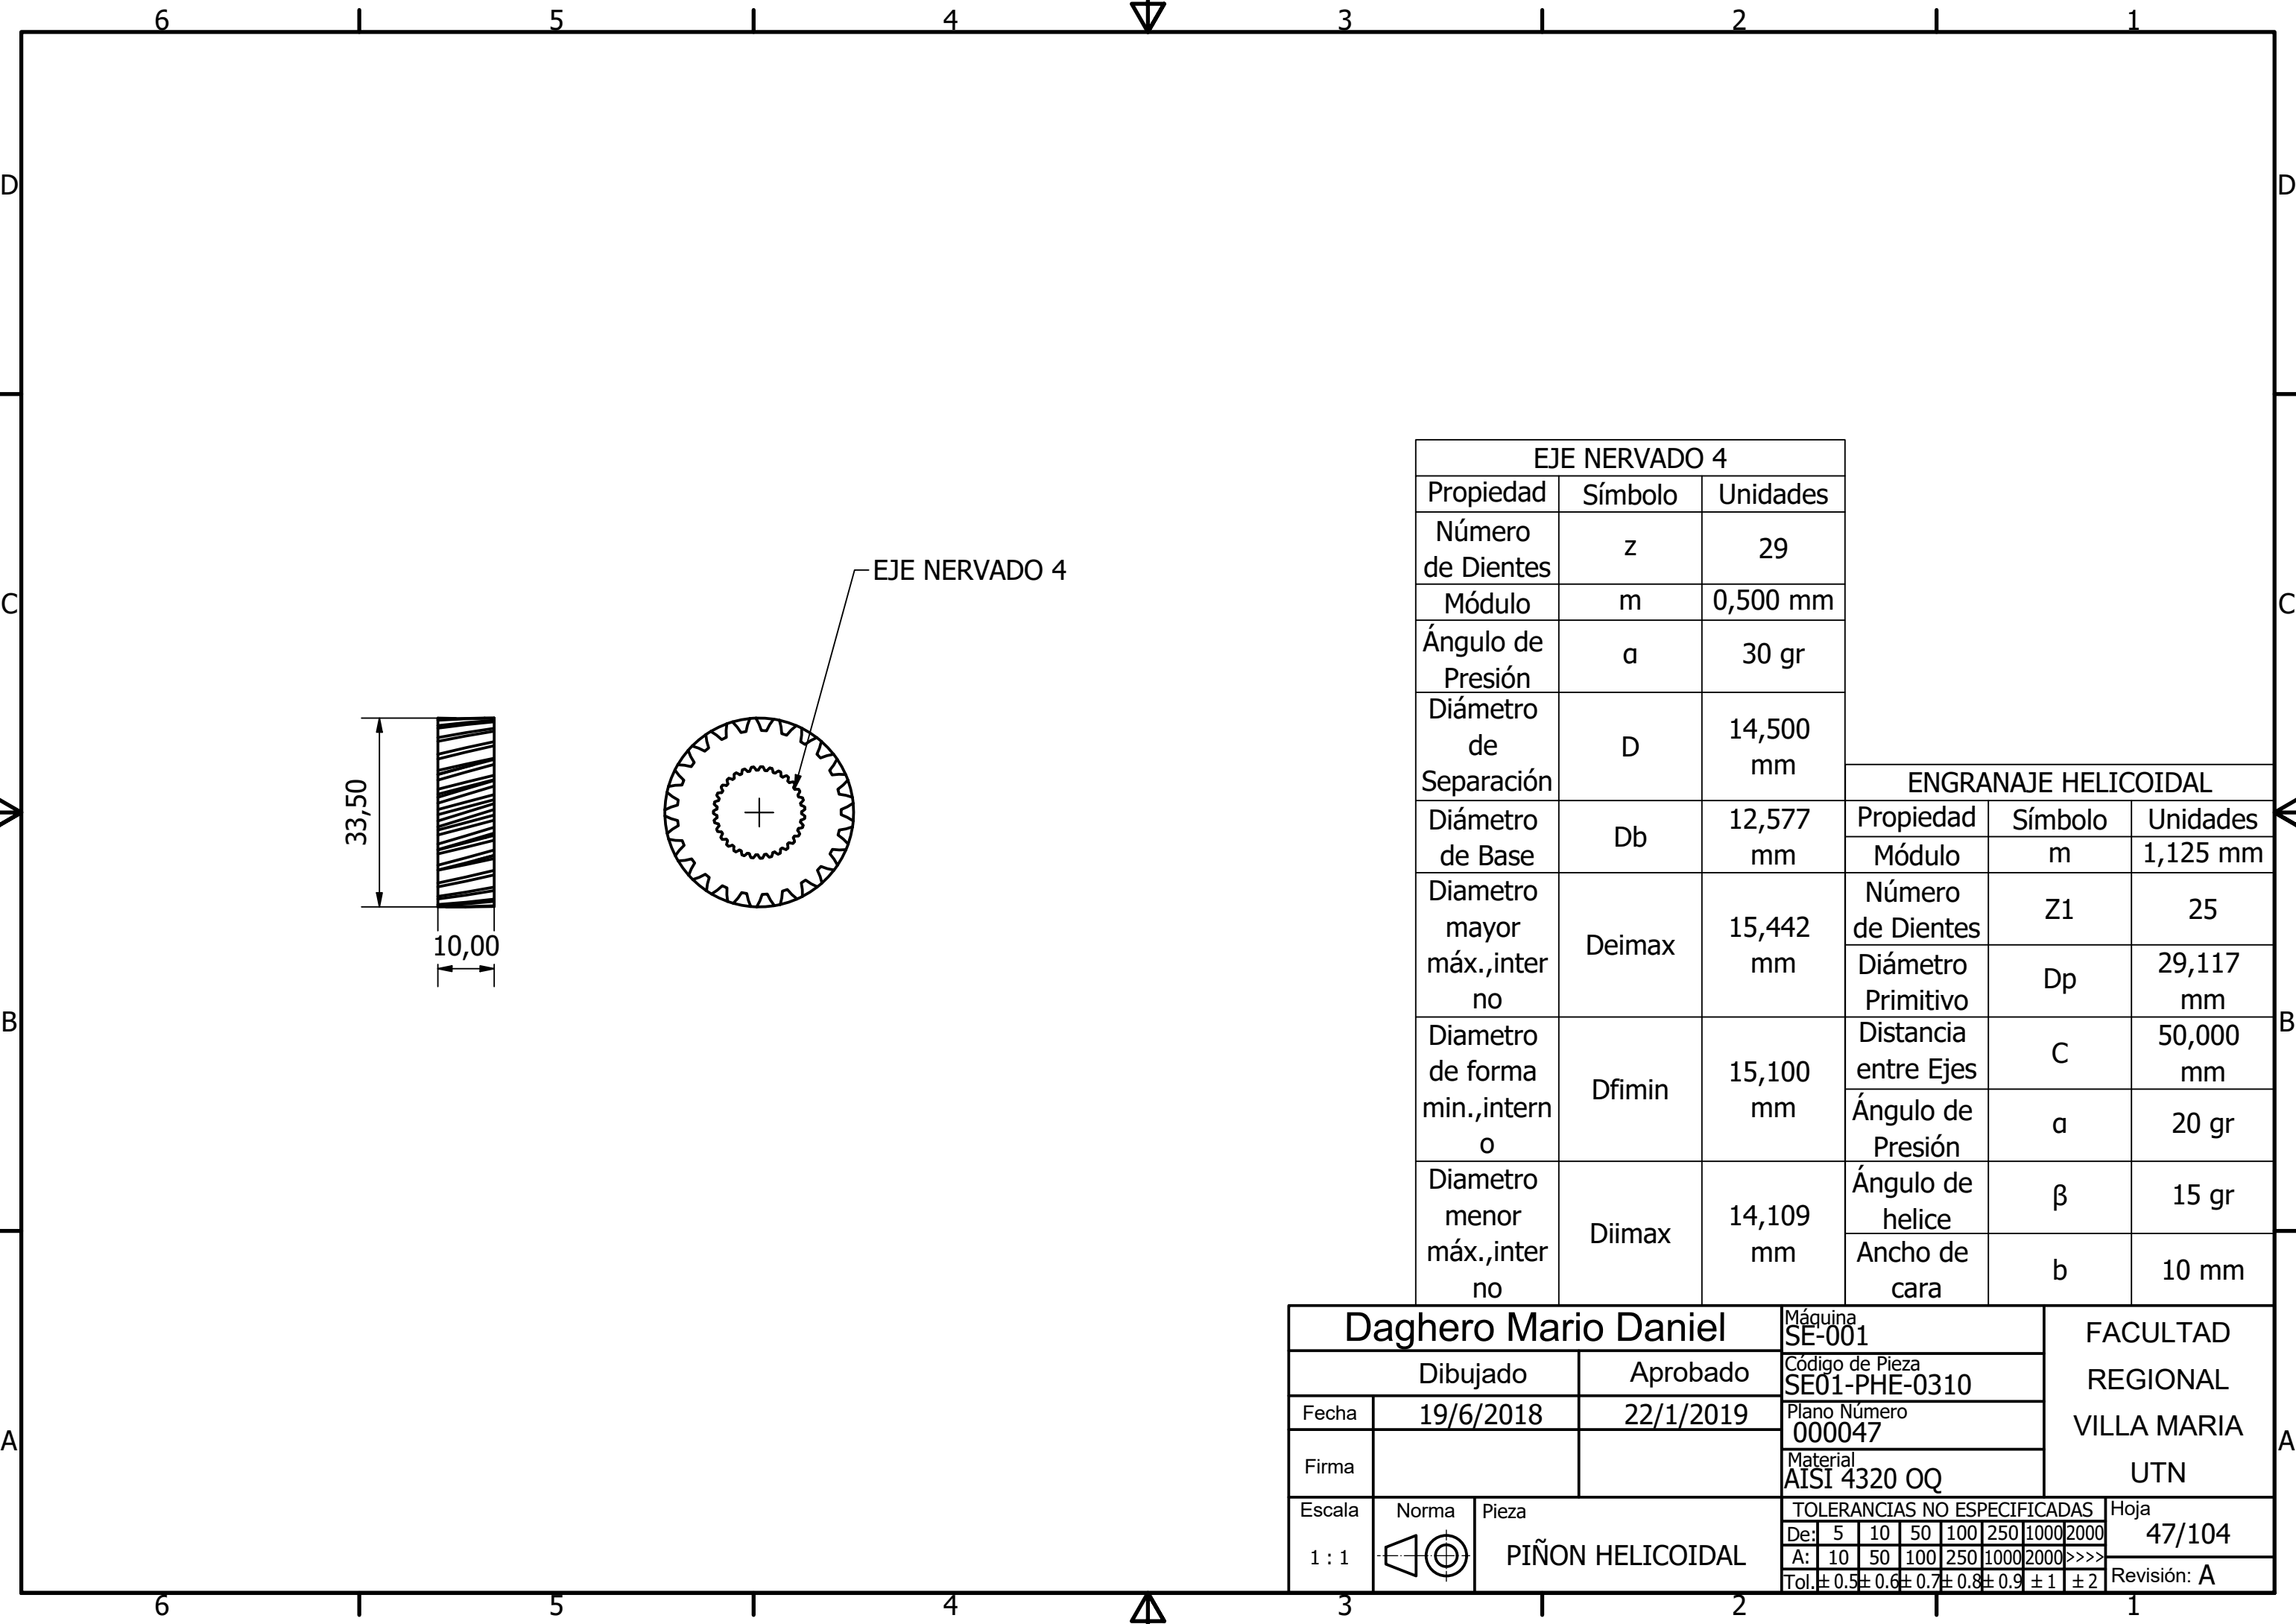 6 5 4 3 2 1
D D
C C
B B
A A
EJE NERVADO 4
33,50
10,00
EJE NERVADO 4
Propiedad Símbolo Unidades
Número
de Dientes z 29
Módulo m 0,500 mm
Ángulo de
Presión α 30 gr
Diámetro
de
Separación D 14,500
mm
Diámetro
de Base Db 12,577
mm
Diametro
mayor
máx.,inter
no Deimax 15,442
mm
Diametro
de forma
min.,intern
o Dfimin 15,100
mm
Diametro
menor
máx.,inter
no Diimax 14,109
mm
ENGRANAJE HELICOIDAL
Propiedad Símbolo Unidades
Módulo m 1,125 mm
Número
de Dientes Z1 25
Diámetro
Primitivo Dp 29,117
mm
Distancia
entre Ejes C 50,000
mm
Ángulo de
Presión α 20 gr
Ángulo de
helice β 15 gr
Ancho de
cara b 10 mm
Daghero Mario Daniel
Dibujado Aprobado
Fecha 19/6/2018 22/1/2019
Firma
Escala
1 : 1
Norma
Pieza
PIÑON HELICOIDAL
Máquina
SE-001
Código de Pieza
SE01-PHE-0310
Plano Número
000047
Material
AISI 4320 OQ
FACULTAD
REGIONAL
VILLA MARIA
UTN
TOLERANCIAS NO ESPECIFICADAS
De: 5 10 50 100 250 1000 2000
A: 10 50 100 250 1000 2000 >>>>
Tol. ± 0.5 ± 0.6 ± 0.7 ± 0.8 ± 0.9 ± 1 ± 2
Hoja
47/104
Revisión: A
6 5 4 3 2 1